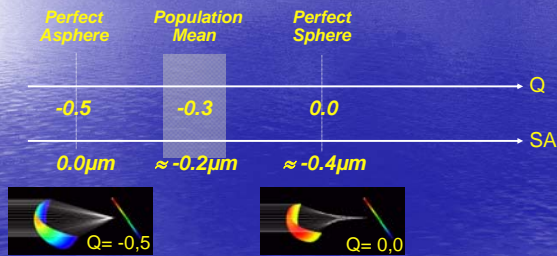 Perfect Population Perfect
Asphere Mean Sphere
Q
-0.5 -0.3 0.0
SA
0.0µm ≈ -0.2µm ≈ -0.4µm
Q= -0,5 Q= 0,0